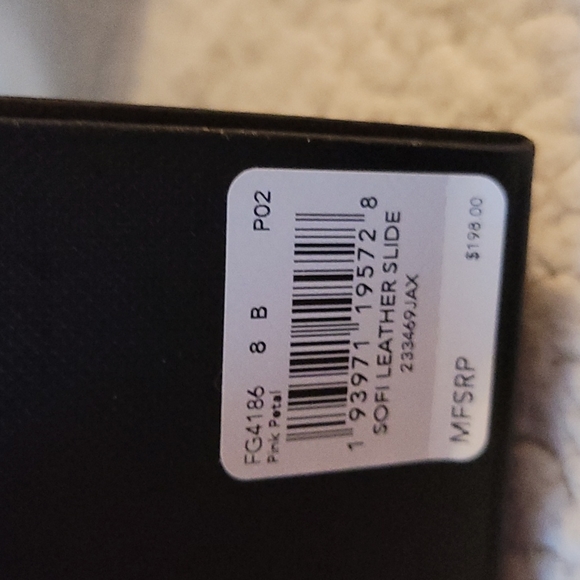 FG4186 8 B P02
Pink Petal
1 93971 19572 8
SOFI LEATHER SLIDE
233469JAX
MFSRP $198.00